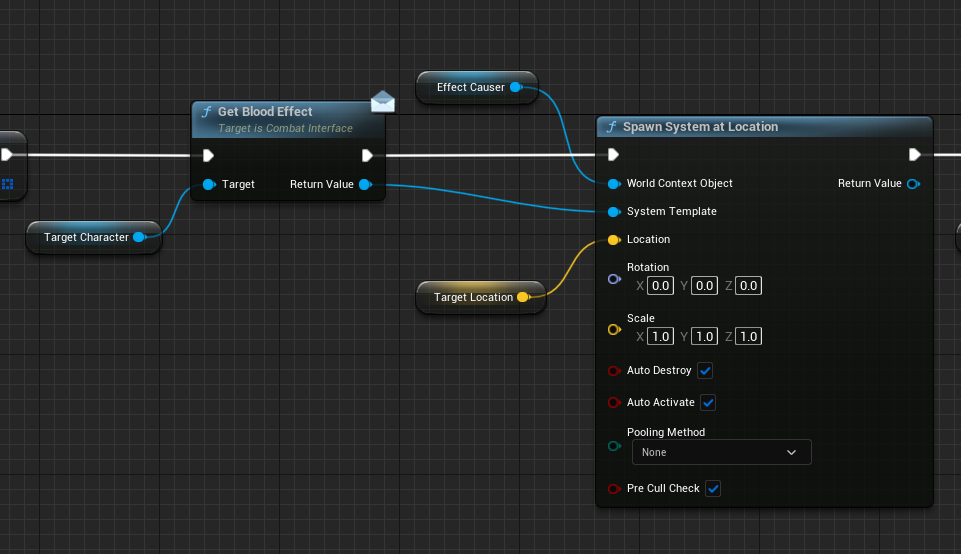 Effect Causer
f Get Blood Effect
Target is Combat Interface
Target
Return Value
Target Character
Target Location
f Spawn System at Location
World Context Object
Return Value
System Template
Location
Rotation
X 0.0 Y 0.0 Z 0.0
Scale
X 1.0 Y 1.0 Z 1.0
Auto Destroy
Auto Activate
Pooling Method
None
Pre Cull Check